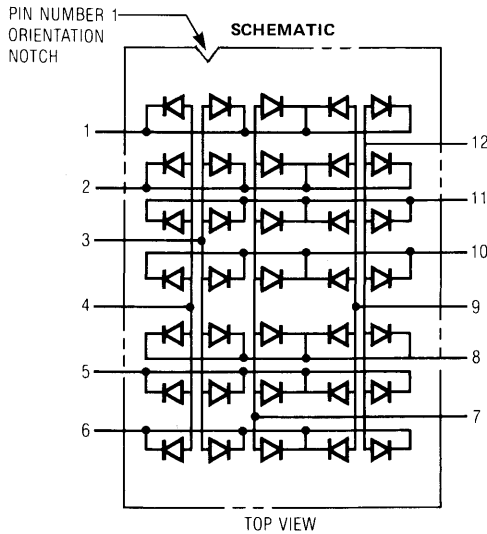 PIN NUMBER 1
ORIENTATION
NOTCH
SCHEMATIC
1
12
2
11
3
10
4
9
8
5
7
6
TOP VIEW